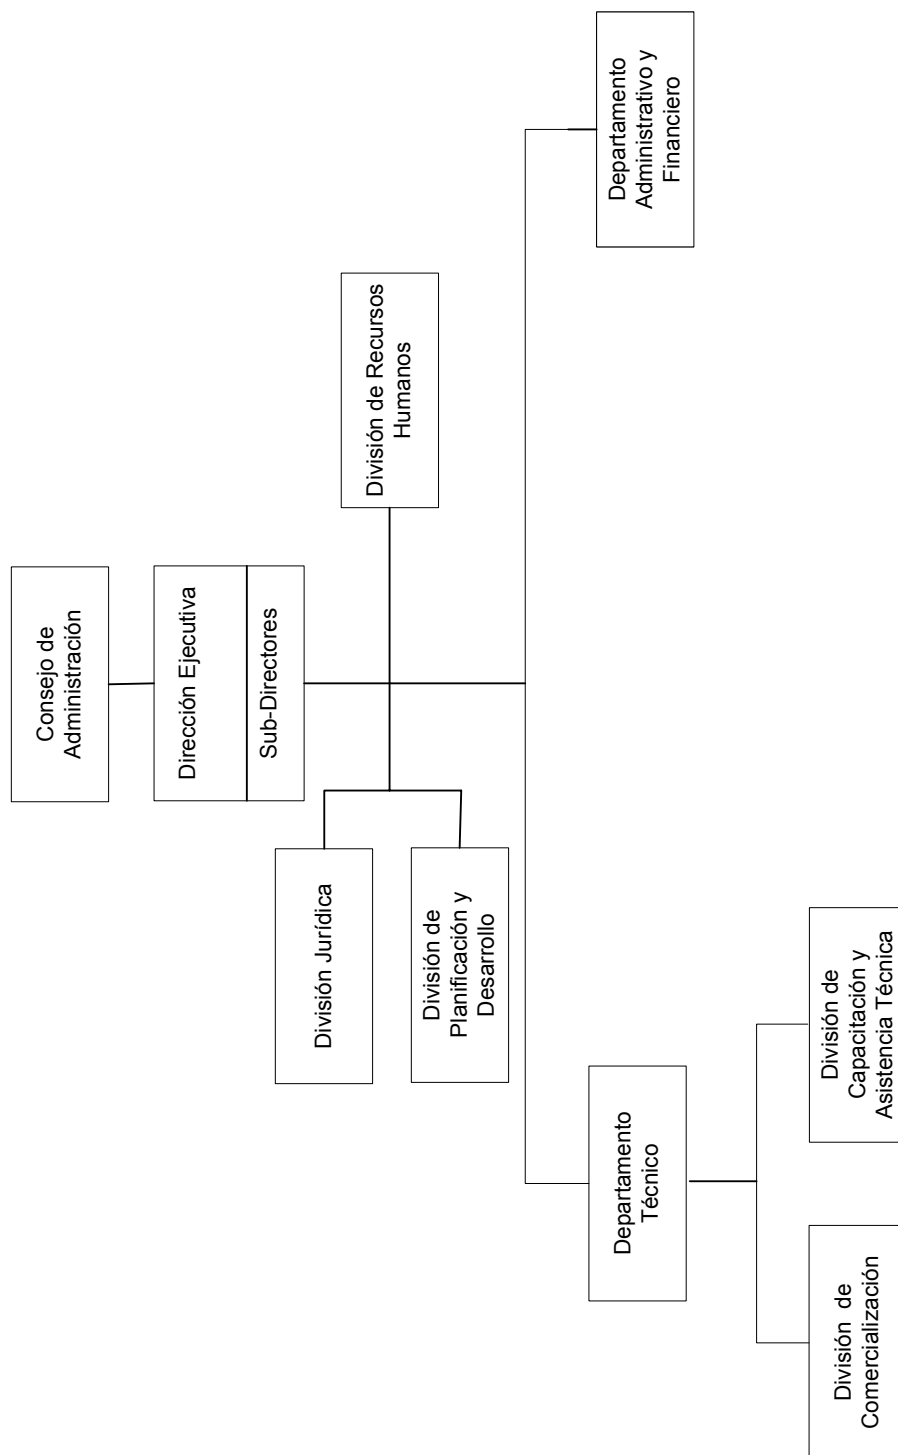 Consejo de
Administración
Dirección Ejecutiva
Sub-Directores
División Jurídica
División de Recursos
Humanos
División de
Planificación y
Desarrollo
Departamento
Técnico
Departamento
Administrativo y
Financiero
División de
Comercialización
División de
Capacitación y
Asistencia Técnica